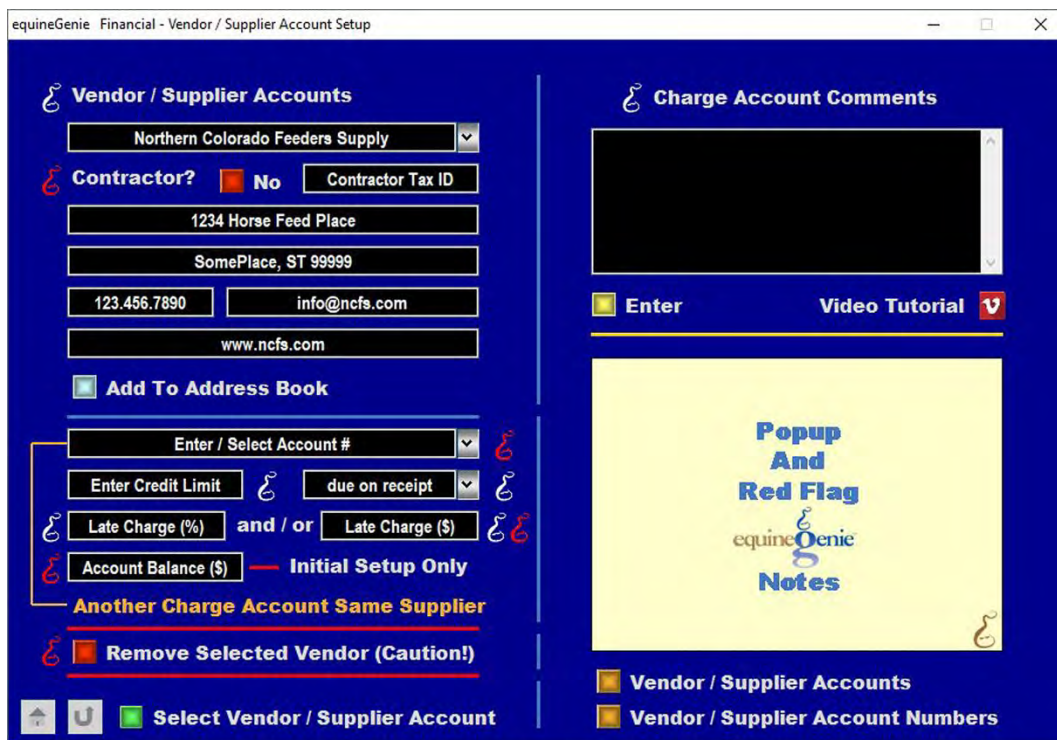 equineGenie Financial - Vendor / Supplier Account Setup
Vendor / Supplier Accounts
Northern Colorado Feeders Supply
Contractor? No Contractor Tax ID
1234 Horse Feed Place
SomePlace, ST 99999
123.456.7890 info@ncfs.com
www.ncfs.com
Add To Address Book
Enter / Select Account #
Enter Credit Limit due on receipt
Late Charge (%) and / or Late Charge ($)
Account Balance ($) Initial Setup Only
Another Charge Account Same Supplier
Remove Selected Vendor (Caution!)
Select Vendor / Supplier Account
Charge Account Comments
Enter Video Tutorial
Popup
And
Red Flag
equineGenie
Notes
Vendor / Supplier Accounts
Vendor / Supplier Account Numbers